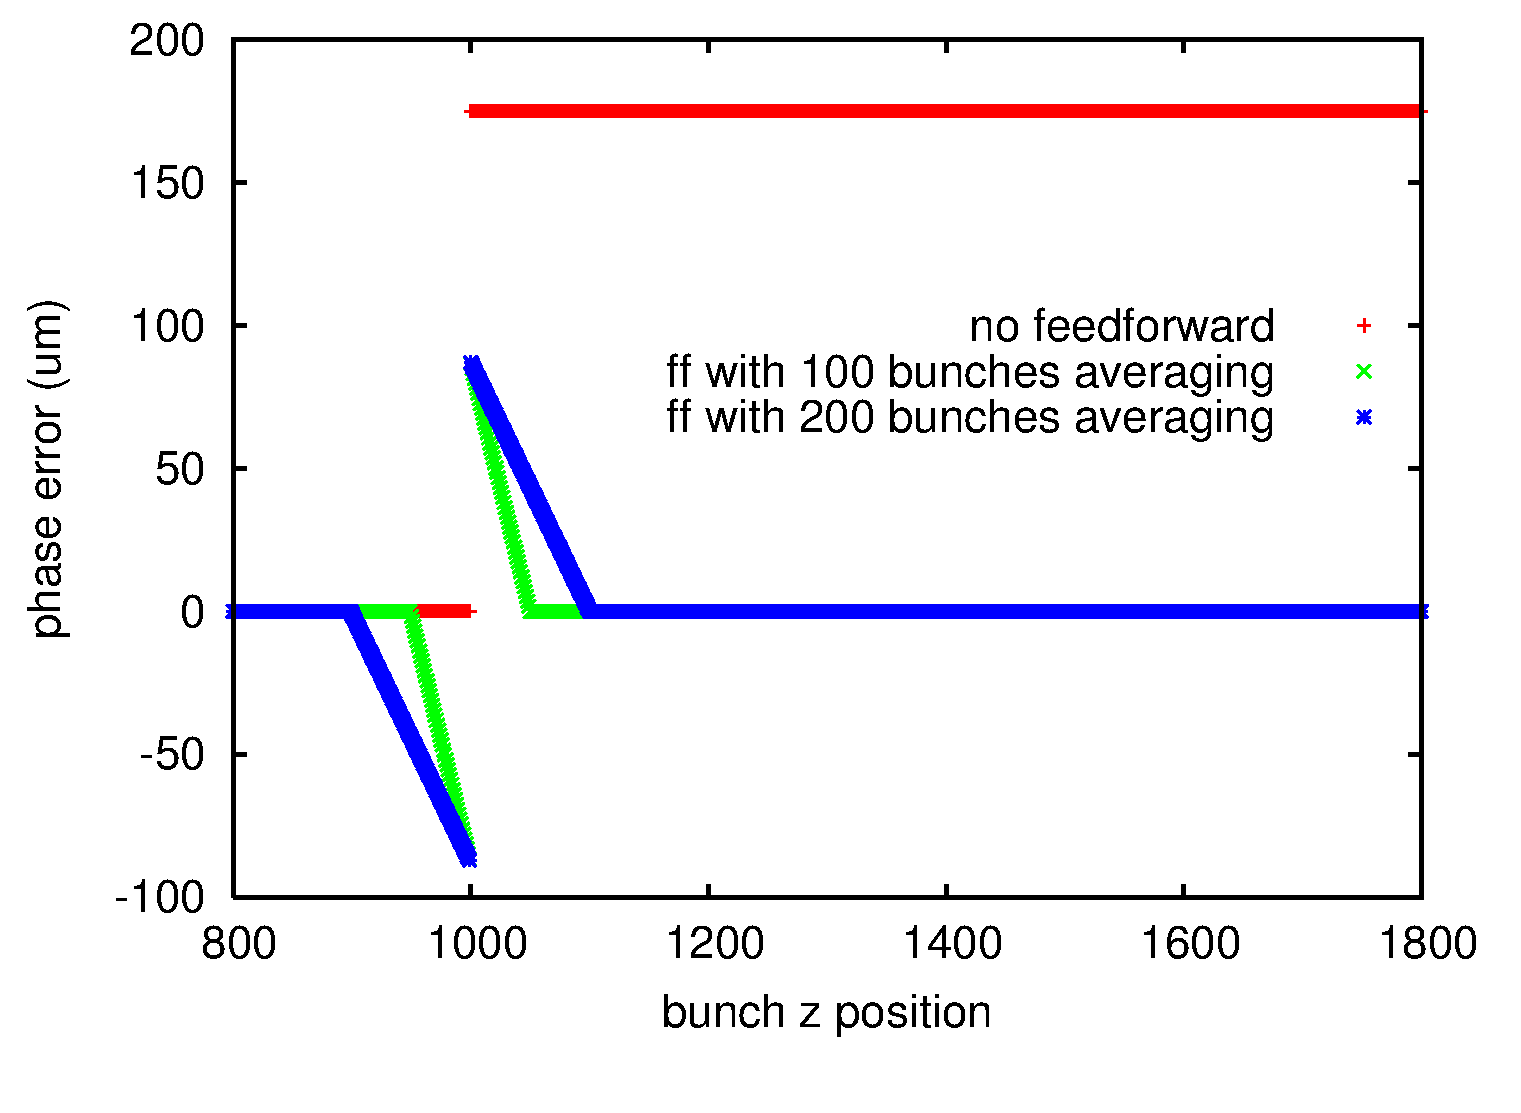 200
150
100
50
0
-50
-100
phase error (um)
no feedforward
ff with 100 bunches averaging
ff with 200 bunches averaging
800 1000 1200 1400 1600 1800
bunch z position